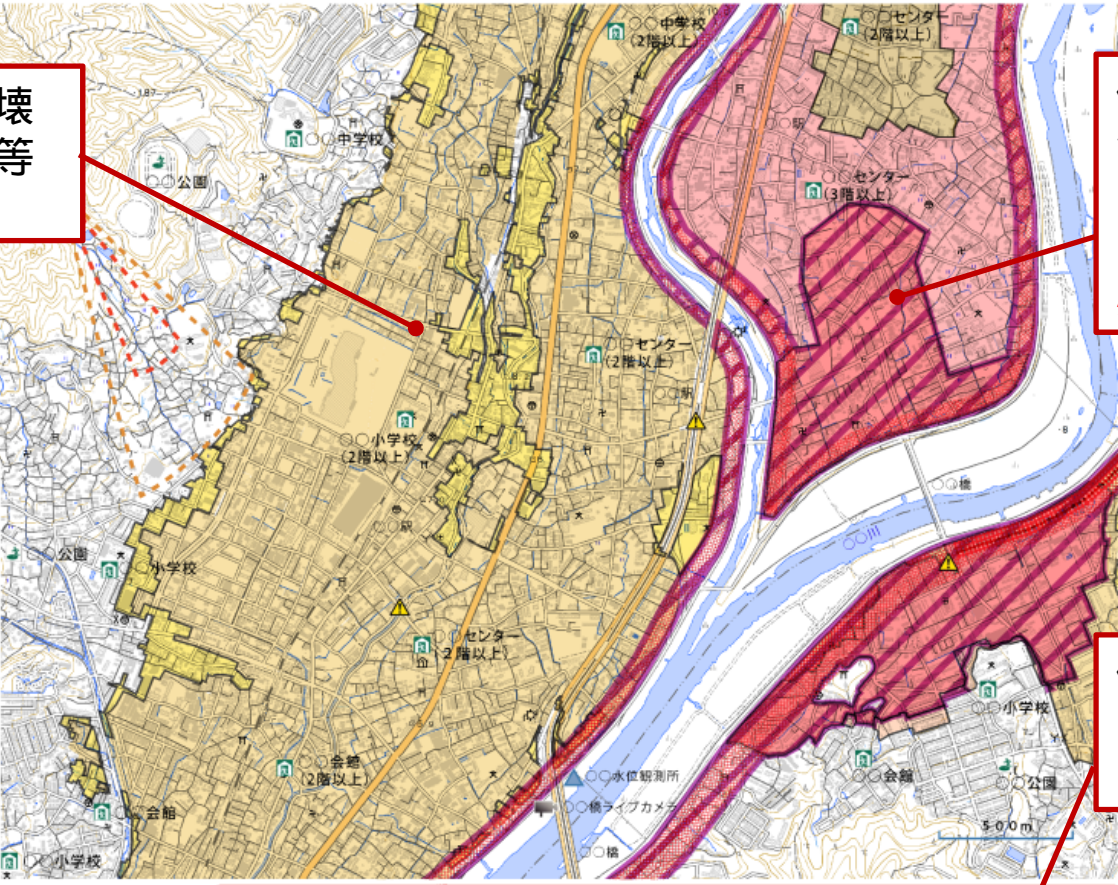 壊
等
○○中学校
(2階以上)
○○センター
(2階以上)
187
○○中学校
○○公園
○駅
○○センター
(3階以上)
○○センター
(2階以上)
○○駅
○○小学校
(2階以上)
○○駅
○○橋
○○川
○○公園
小学校
○センター
(2階以上)
○○小学校
○会館
(2階以上)
○○水位観測所
○○橋ライブカメラ
○○会館
○○公園
会館
500m
○○橋
○○小学校